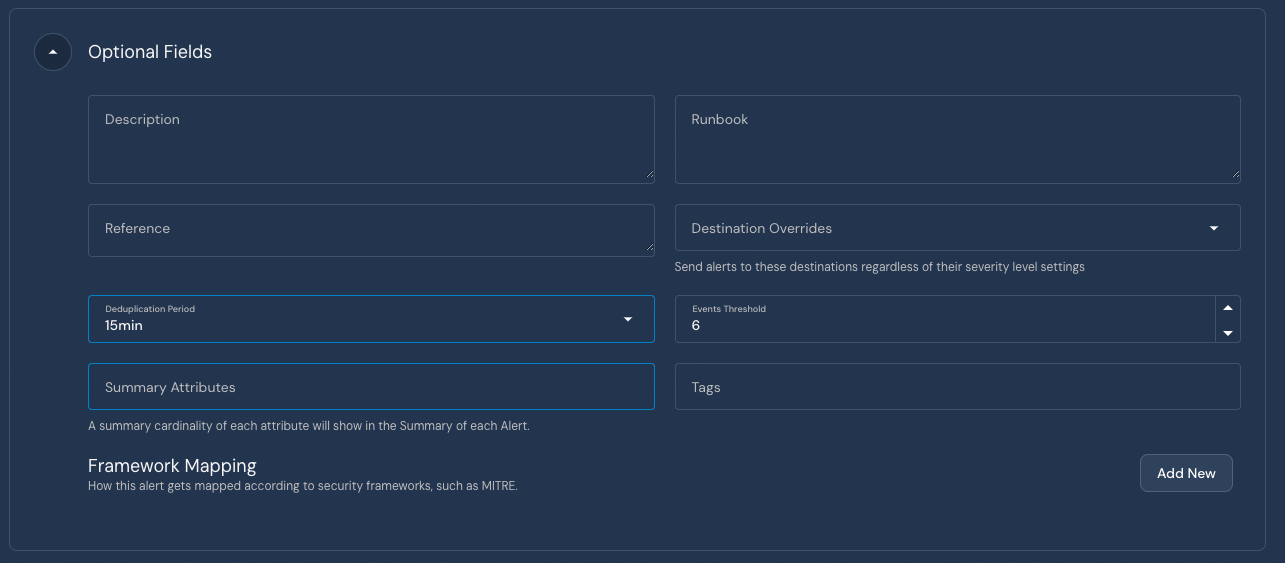 Optional Fields
Description
Runbook
Reference
Destination Overrides
Send alerts to these destinations regardless of their severity level settings
Deduplication Period
15min
Events Threshold
6
Summary Attributes
A summary cardinality of each attribute will show in the Summary of each Alert.
Tags
Framework Mapping
How this alert gets mapped according to security frameworks, such as MITRE.
Add New